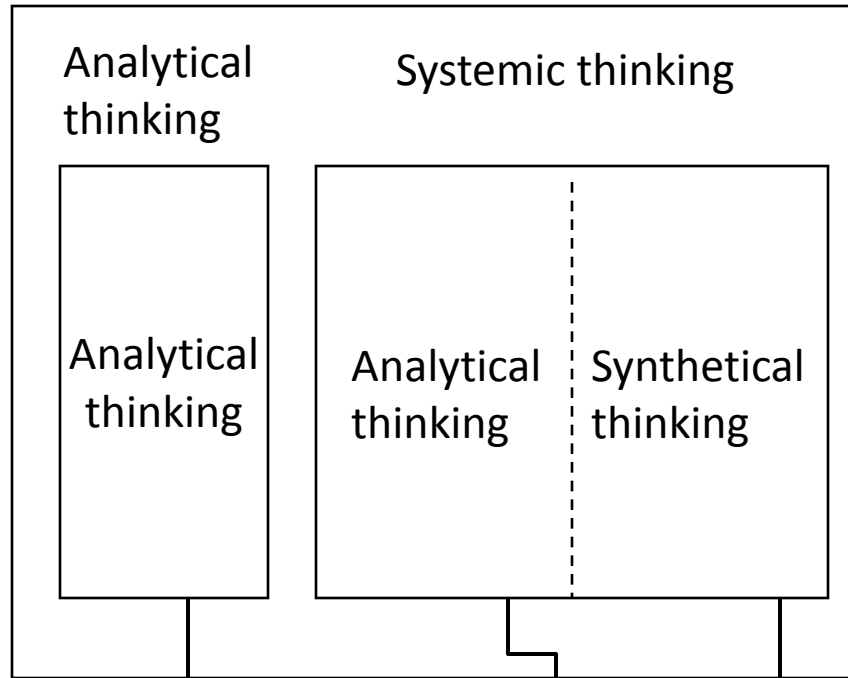 Analytical
thinking
Systemic thinking
Analytical
thinking
Analytical
thinking
Synthetical
thinking